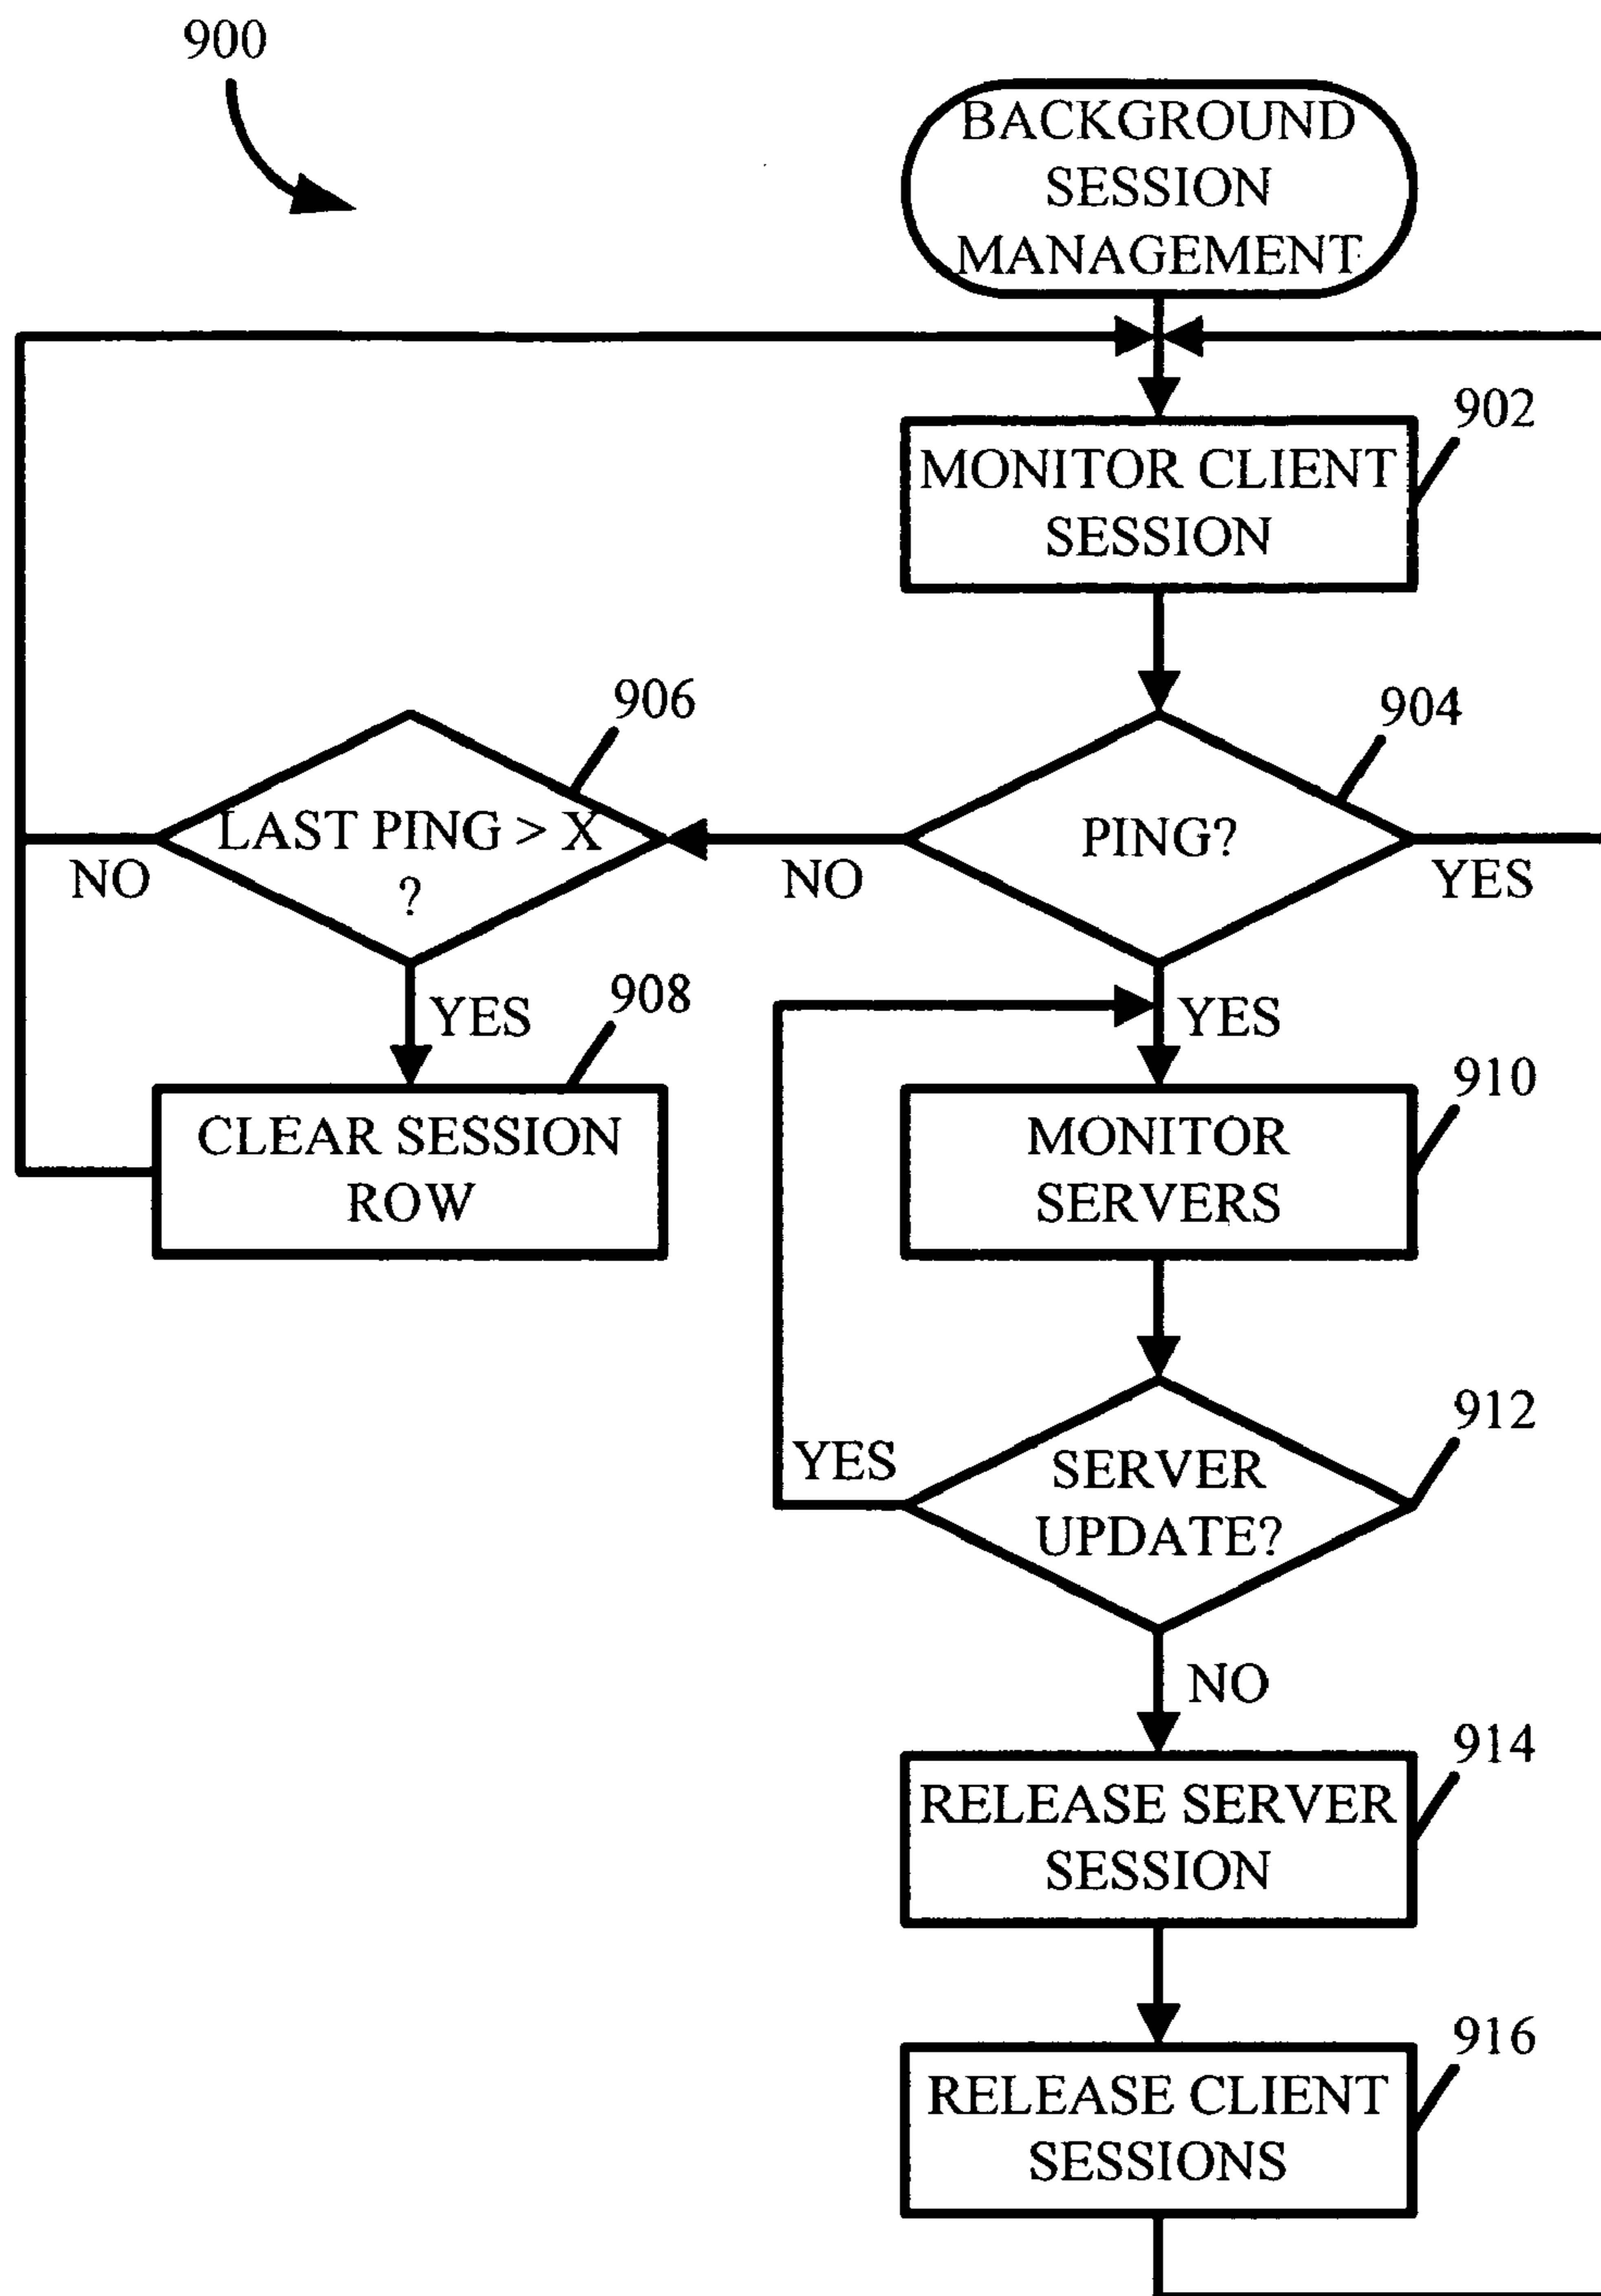 900
BACKGROUND
SESSION
MANAGEMENT
902
MONITOR CLIENT
SESSION
906
904
LAST PING > X
?
PING?
NO
NO
YES
YES
908
YES
910
CLEAR SESSION
ROW
MONITOR
SERVERS
912
YES
SERVER
UPDATE?
NO
914
RELEASE SERVER
SESSION
916
RELEASE CLIENT
SESSIONS